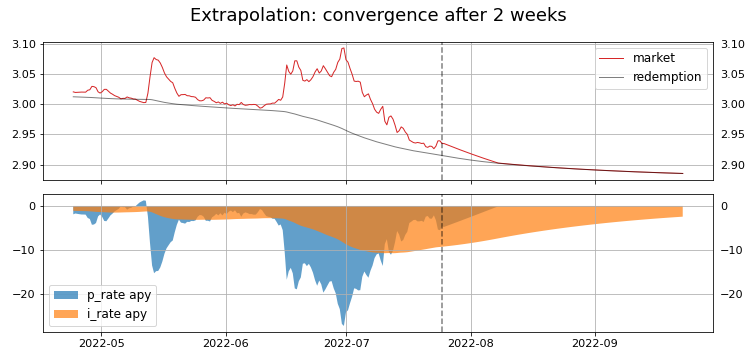 Extrapolation: convergence after 2 weeks
3.10 3.10
3.05 3.05
3.00 3.00
2.95 2.95
2.90 2.90
market
redemption
0 0
−10 −10
−20 −20
p_rate apy
i_rate apy
2022-05 2022-06 2022-07 2022-08 2022-09